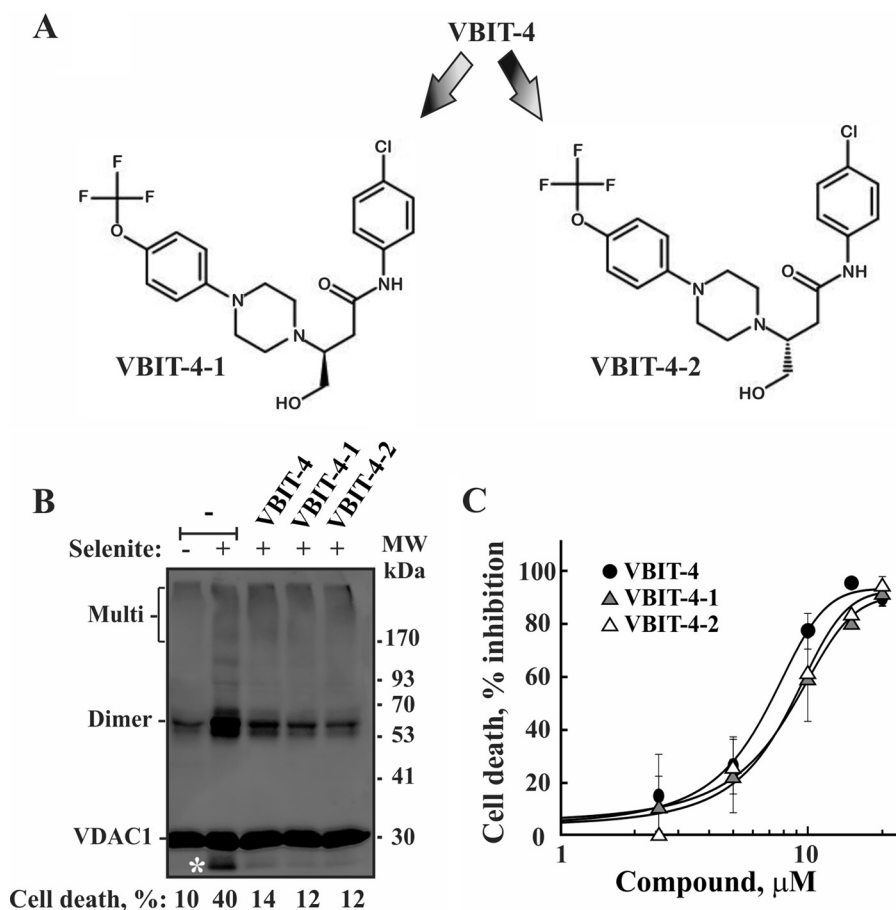 A
VBIT-4
Cl
Cl
F
F
F
F
F
F
O
O
NH
NH
O
O
N
N
N
N
VBIT-4-1
VBIT-4-2
HO
HO
B
-
VBIT-4
VBIT-4-1
VBIT-4-2
Selenite: - + + + +
MW
kDa
Multi
-170
-93
-70
Dimer
-53
-41
VDAC1
-30
*
Cell death, %: 10 40 14 12 12
C
Cell death, % inhibition
100
80
60
40
20
0
VBIT-4
VBIT-4-1
VBIT-4-2
1 10
Compound, μM